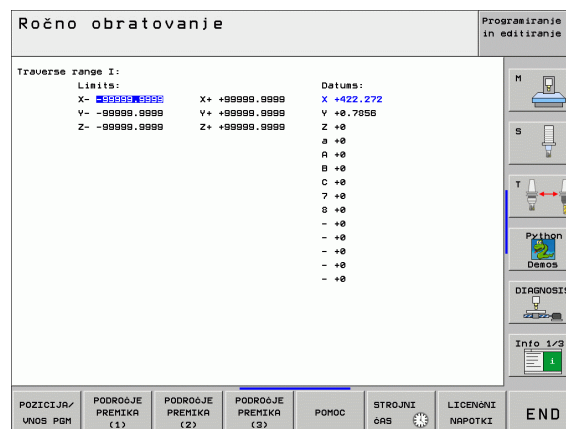 Ročno obratovanje
Programiranje
in editiranje
Traverse range I:
Limits:
Datums:
X- -99999.9999 X+ +99999.9999 X +422.272
Y- -99999.9999 Y+ +99999.9999 Y +0.7856
Z- -99999.9999 Z+ +99999.9999 Z +0
a +0
A +0
B +0
C +0
7 +0
8 +0
- +0
- +0
- +0
- +0
- +0
M
S
T
Python
Demos
DIAGNOSIS
Info 1/3
i
POZICIJA/
VNOS PGM
PODROČJE
PREMIKA
(1)
PODROČJE
PREMIKA
(2)
PODROČJE
PREMIKA
(3)
POMOC
STROJNI
ČAS
LICENČNI
NAPOTKI
END